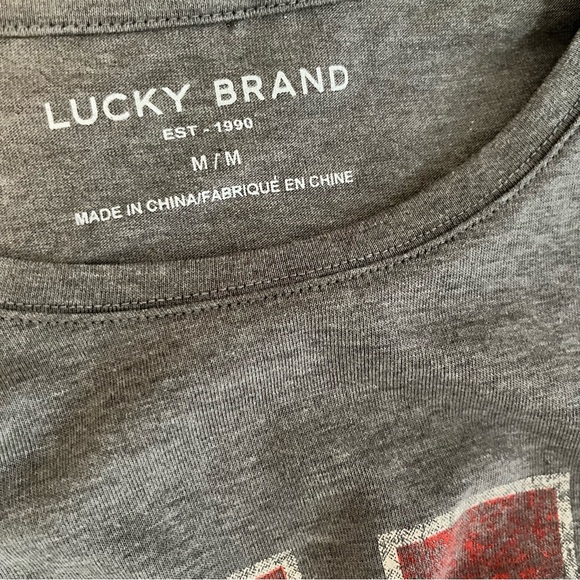 LUCKY BRAND
EST - 1990
M / M
MADE IN CHINA/FABRIQUÉ EN CHINE